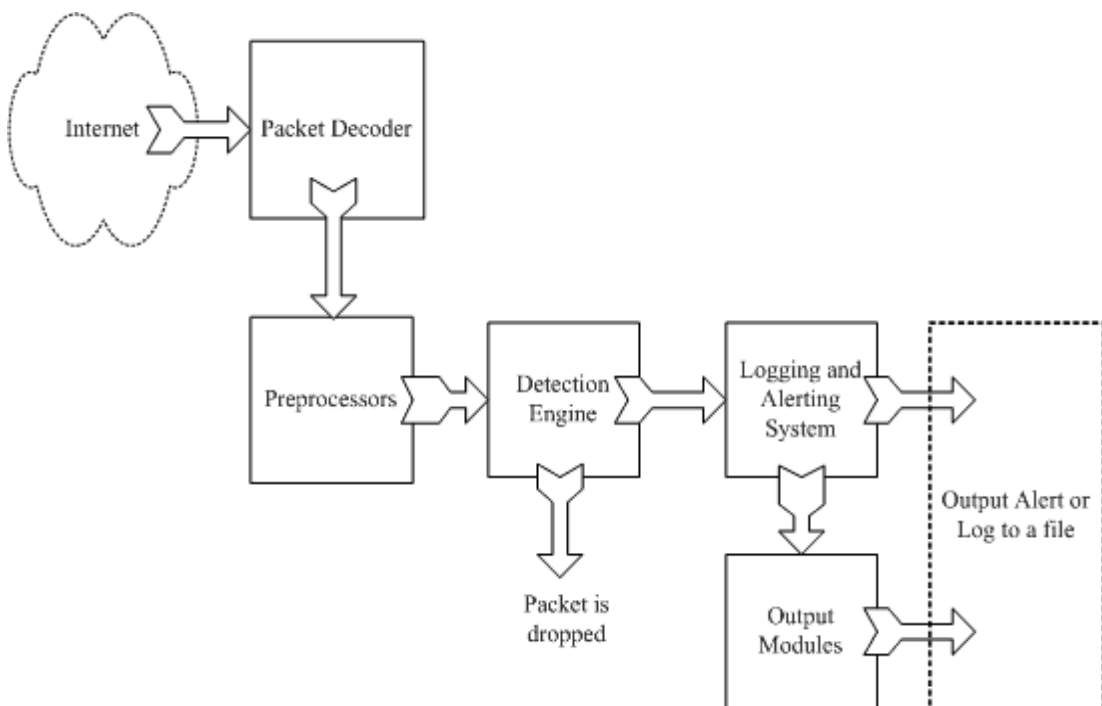 Internet
Packet Decoder
Preprocessors
Detection
Engine
Logging and
Alerting
System
Output Alert or
Log to a file
Packet is
dropped
Output
Modules